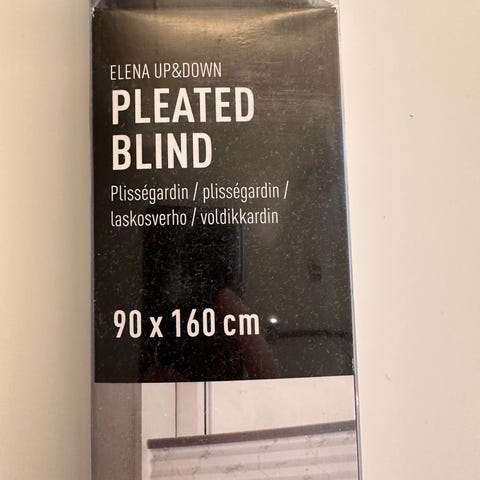 ELENA UP&DOWN
PLEATED
BLIND
Plisségardin / plisségardin /
laskosverho / voldikkardin
90 x 160 cm